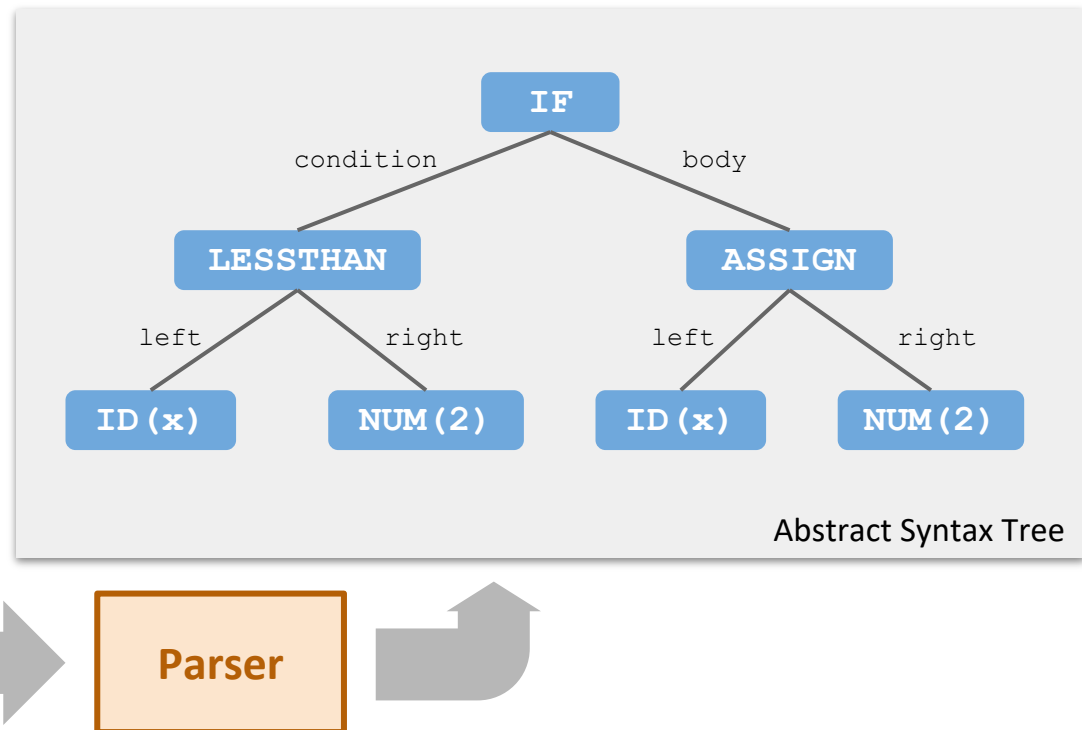 IF
condition
body
LESSTHAN
ASSIGN
left
right
left
right
ID(x)
NUM(2)
ID(x)
NUM(2)
Abstract Syntax Tree
Parser